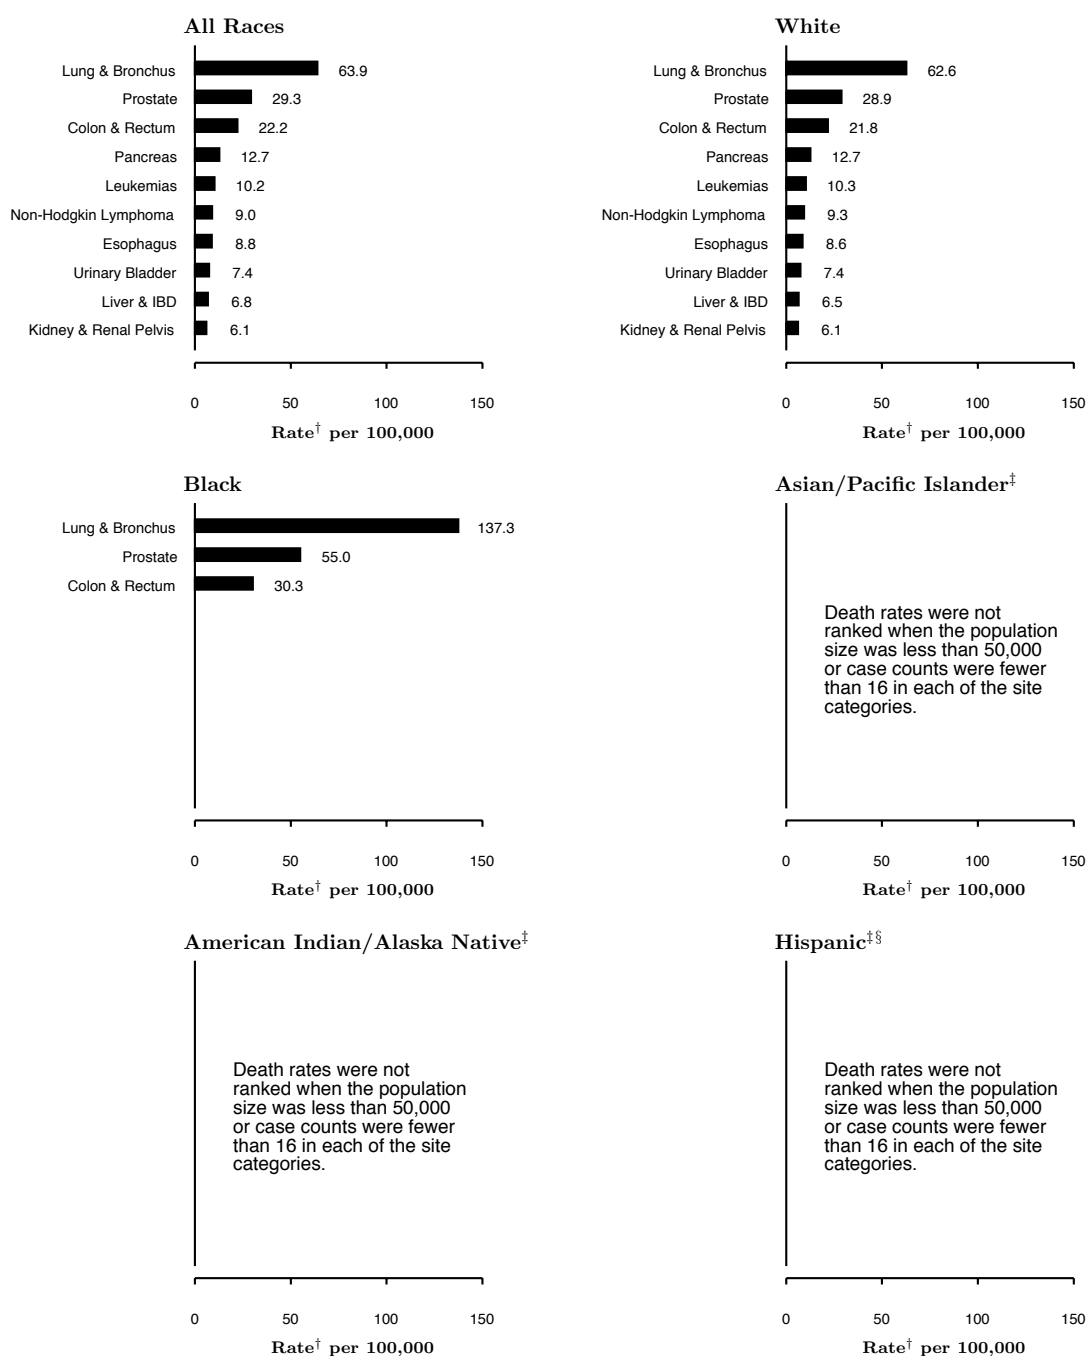 All Races
Lung & Bronchus 63.9
Prostate 29.3
Colon & Rectum 22.2
Pancreas 12.7
Leukemias 10.2
Non-Hodgkin Lymphoma 9.0
Esophagus 8.8
Urinary Bladder 7.4
Liver & IBD 6.8
Kidney & Renal Pelvis 6.1
0 50 100 150
Rate† per 100,000
White
Lung & Bronchus 62.6
Prostate 28.9
Colon & Rectum 21.8
Pancreas 12.7
Leukemias 10.3
Non-Hodgkin Lymphoma 9.3
Esophagus 8.6
Urinary Bladder 7.4
Liver & IBD 6.5
Kidney & Renal Pelvis 6.1
0 50 100 150
Rate† per 100,000
Black
Lung & Bronchus 137.3
Prostate 55.0
Colon & Rectum 30.3
0 50 100 150
Rate† per 100,000
Asian/Pacific Islander‡
Death rates were not
ranked when the population
size was less than 50,000
or case counts were fewer
than 16 in each of the site
categories.
0 50 100 150
Rate† per 100,000
American Indian/Alaska Native‡
Death rates were not
ranked when the population
size was less than 50,000
or case counts were fewer
than 16 in each of the site
categories.
0 50 100 150
Rate† per 100,000
Hispanic‡§
Death rates were not
ranked when the population
size was less than 50,000
or case counts were fewer
than 16 in each of the site
categories.
0 50 100 150
Rate† per 100,000